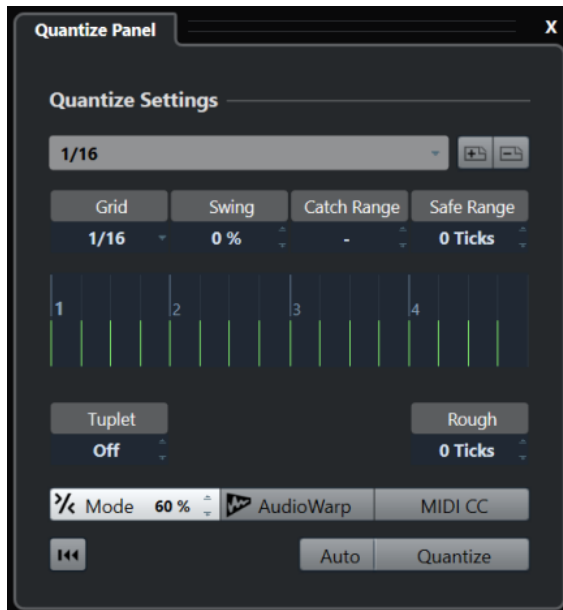 Quantize Panel X
Quantize Settings
1/16
Grid Swing Catch Range Safe Range
1/16 0 % - 0 Ticks
1 2 3 4
Tuplet Rough
Off 0 Ticks
Mode 60 % AudioWarp MIDI CC
Auto Quantize